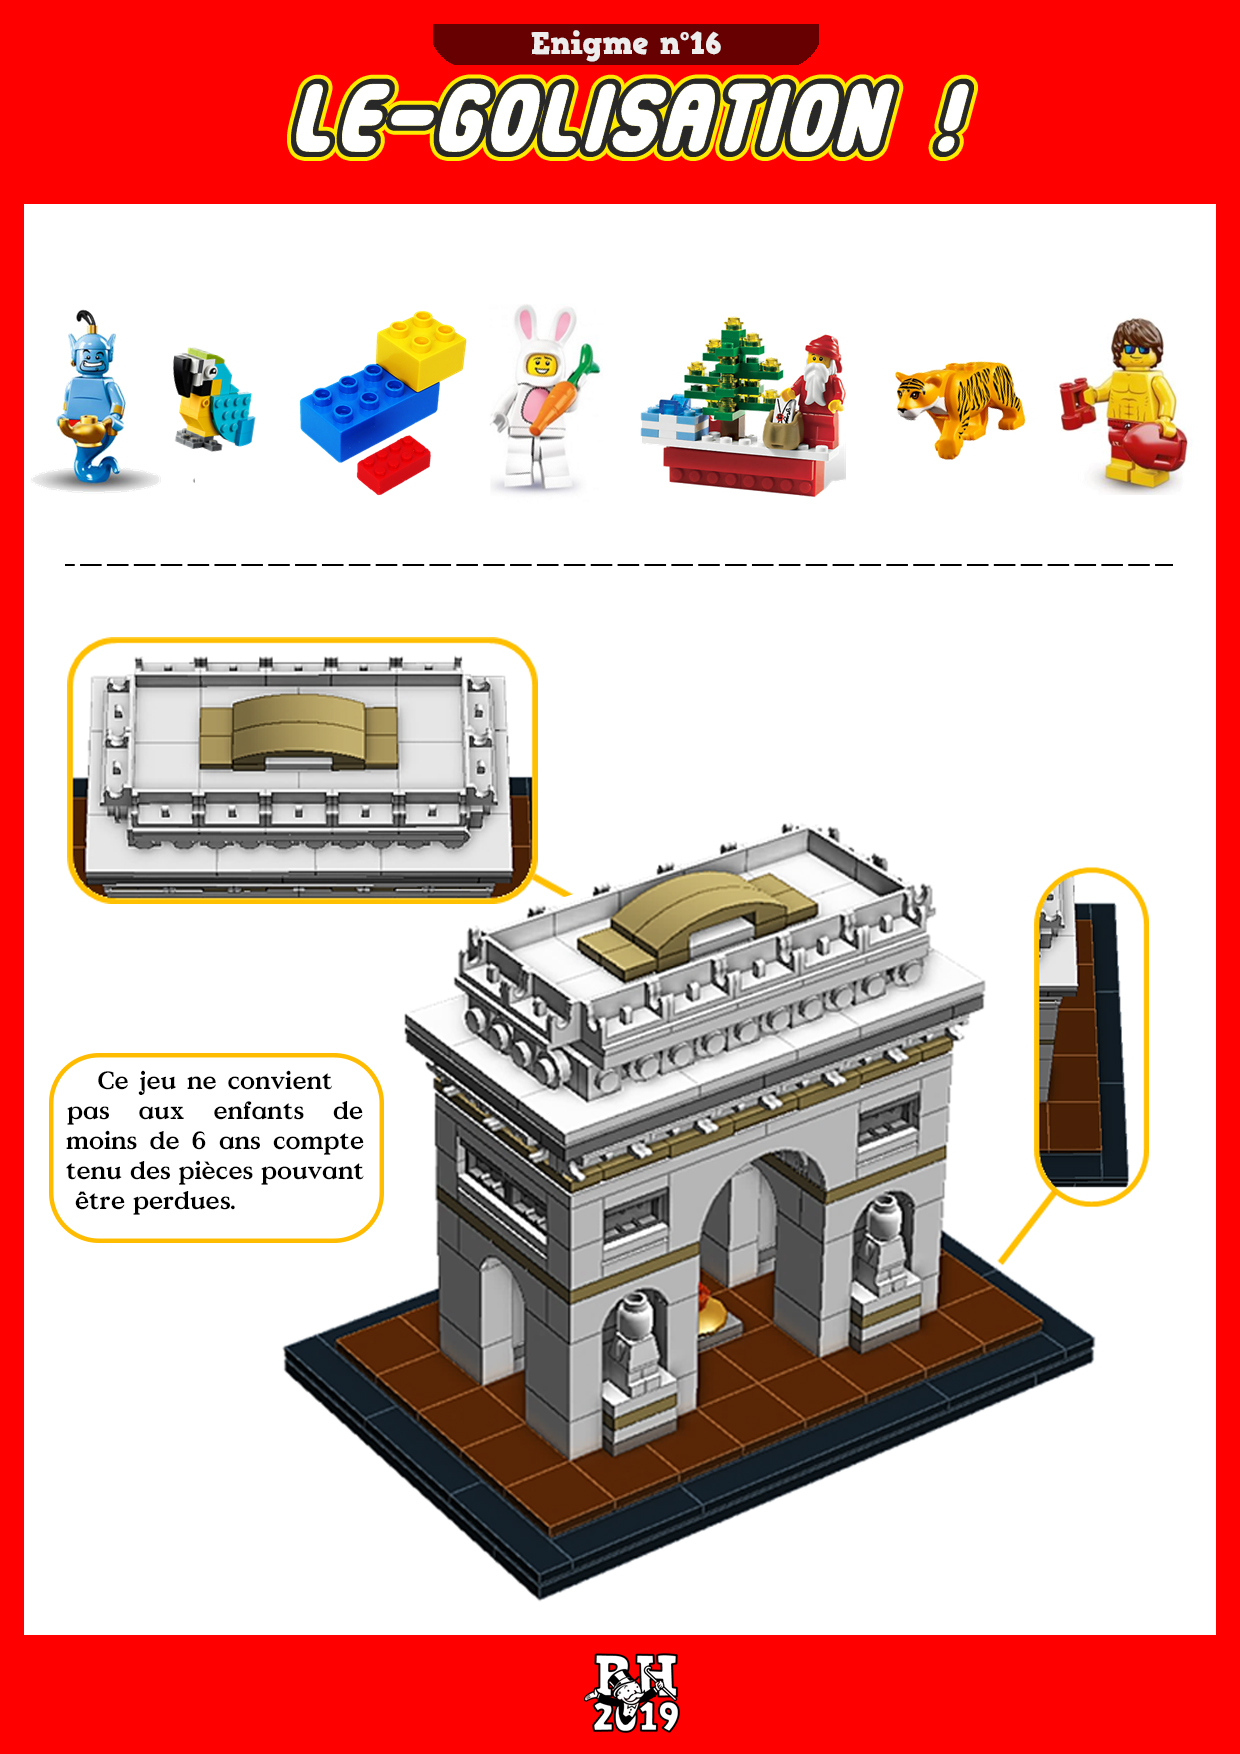 Enigme n°16
LE-GOLISATION !
Ce jeu ne convient
pas aux enfants de
moins de 6 ans compte
tenu des pièces pouvant
être perdues.
RH
2019